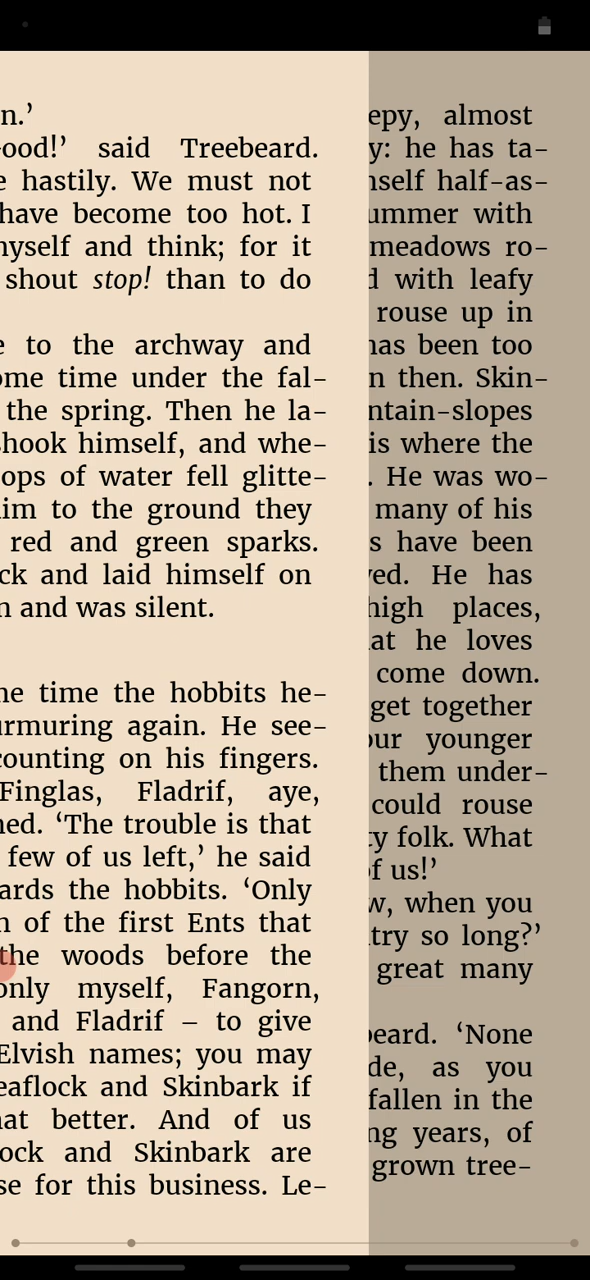 n.’
ood!’ said Treebeard.
hastily. We must not
have become too hot. I
myself and think; for it
shout stop! than to do
to the archway and
ome time under the fal-
the spring. Then he la-
shook himself, and whe-
ops of water fell glitte-
im to the ground they
red and green sparks.
ck and laid himself on
n and was silent.
he time the hobbits he-
urmuring again. He see-
counting on his fingers.
Finglas, Fladrif, aye,
ned. ‘The trouble is that
few of us left,’ he said
ards the hobbits. ‘Only
n of the first Ents that
the woods before the
only myself, Fangorn,
and Fladrif – to give
Elvish names; you may
eaflock and Skinbark if
hat better. And of us
ock and Skinbark are
se for this business. Le-
epy, almost
y: he has ta-
nself half-as-
ummer with
meadows ro-
d with leafy
rouse up in
has been too
n then. Skin-
ntain-slopes
is where the
. He was wo-
many of his
s have been
yed. He has
high places,
at he loves
come down.
get together
our younger
them under-
could rouse
ty folk. What
of us!’
w, when you
try so long?’
great many
beard. ‘None
de, as you
fallen in the
ng years, of
grown tree-